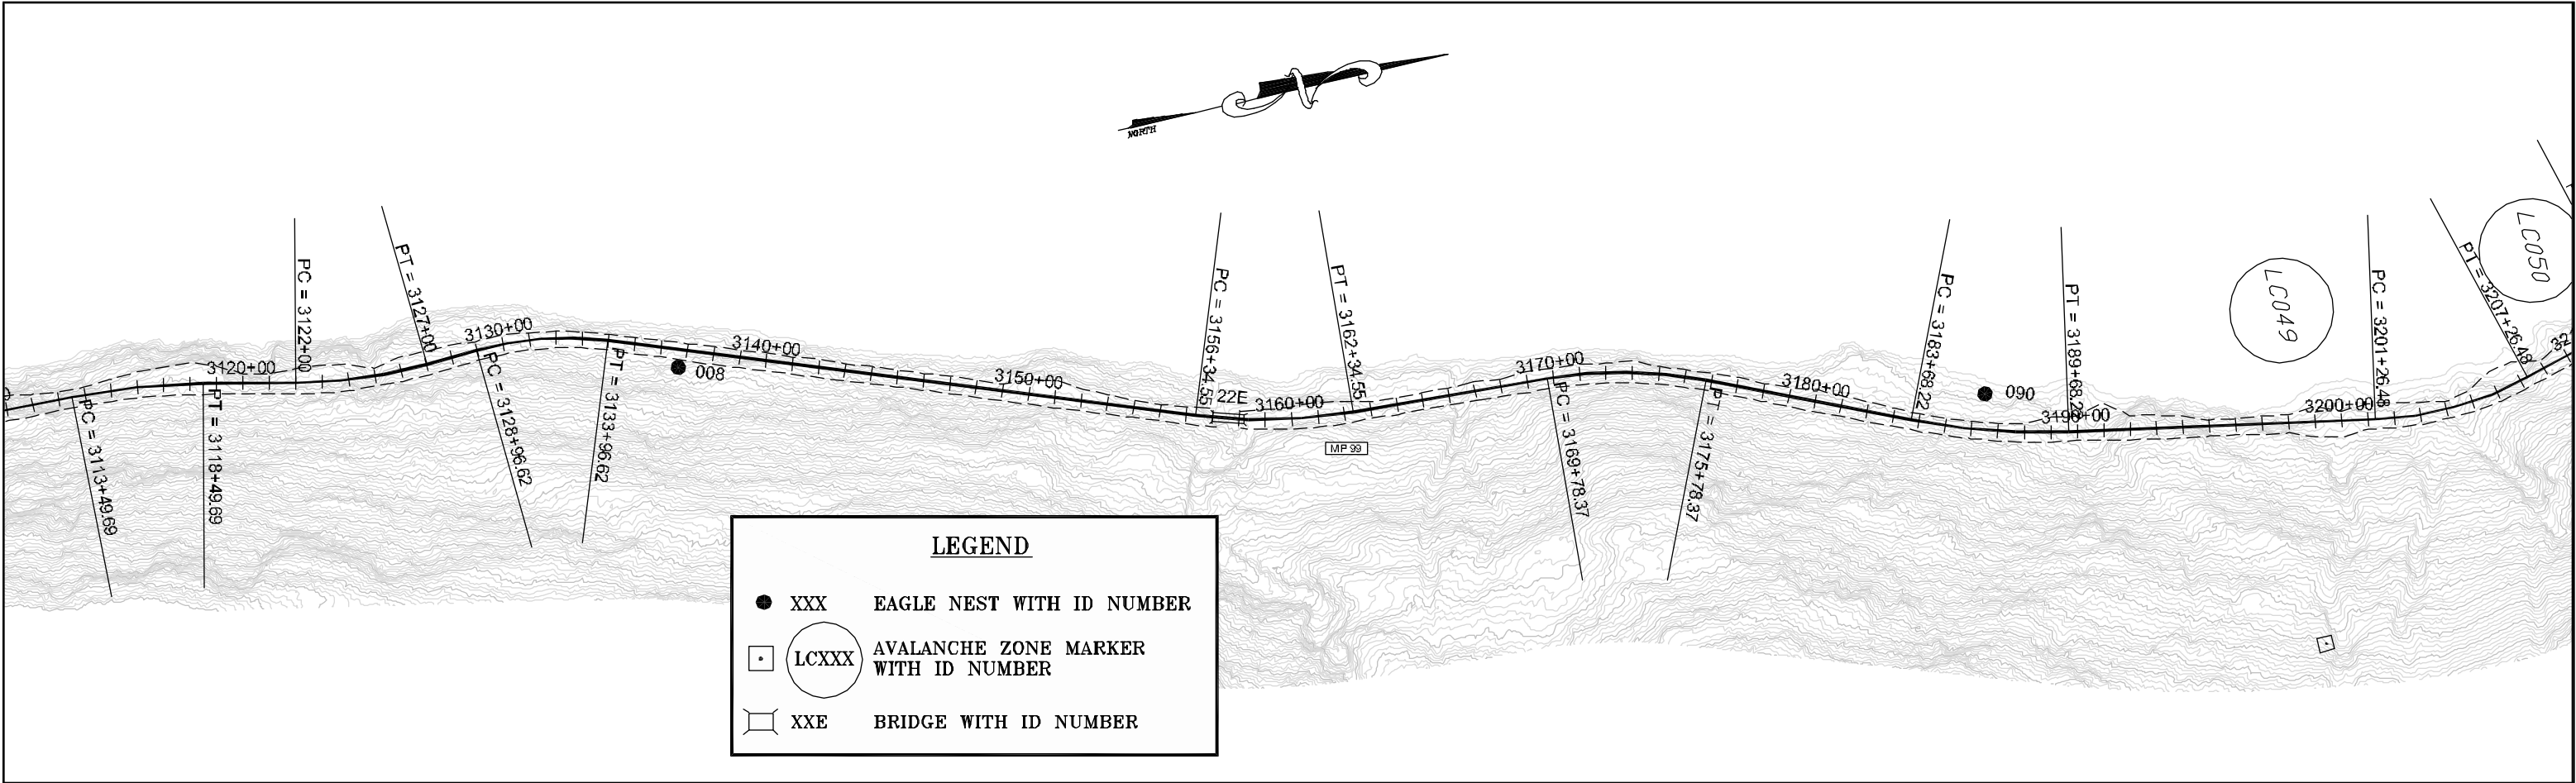 NORTH
LC050
LC049
PC = 3122+00
PT = 3127+00
PC = 3156+34.55
PT = 3162+34.55
PC = 3183+68.22
PT = 3189+68.22
PC = 3201+26.48
PT = 3207+26.48
3120+00
3130+00
3140+00
3150+00
3160+00
3170+00
3180+00
3190+00
3200+00
008
22E
090
MP 99
PC = 3113+49.69
PT = 3118+49.69
PC = 3128+96.62
PT = 3133+96.62
PC = 3169+78.37
P = 3175+78.37
LEGEND
XXX EAGLE NEST WITH ID NUMBER
LCXXX AVALANCHE ZONE MARKER
WITH ID NUMBER
XXE BRIDGE WITH ID NUMBER